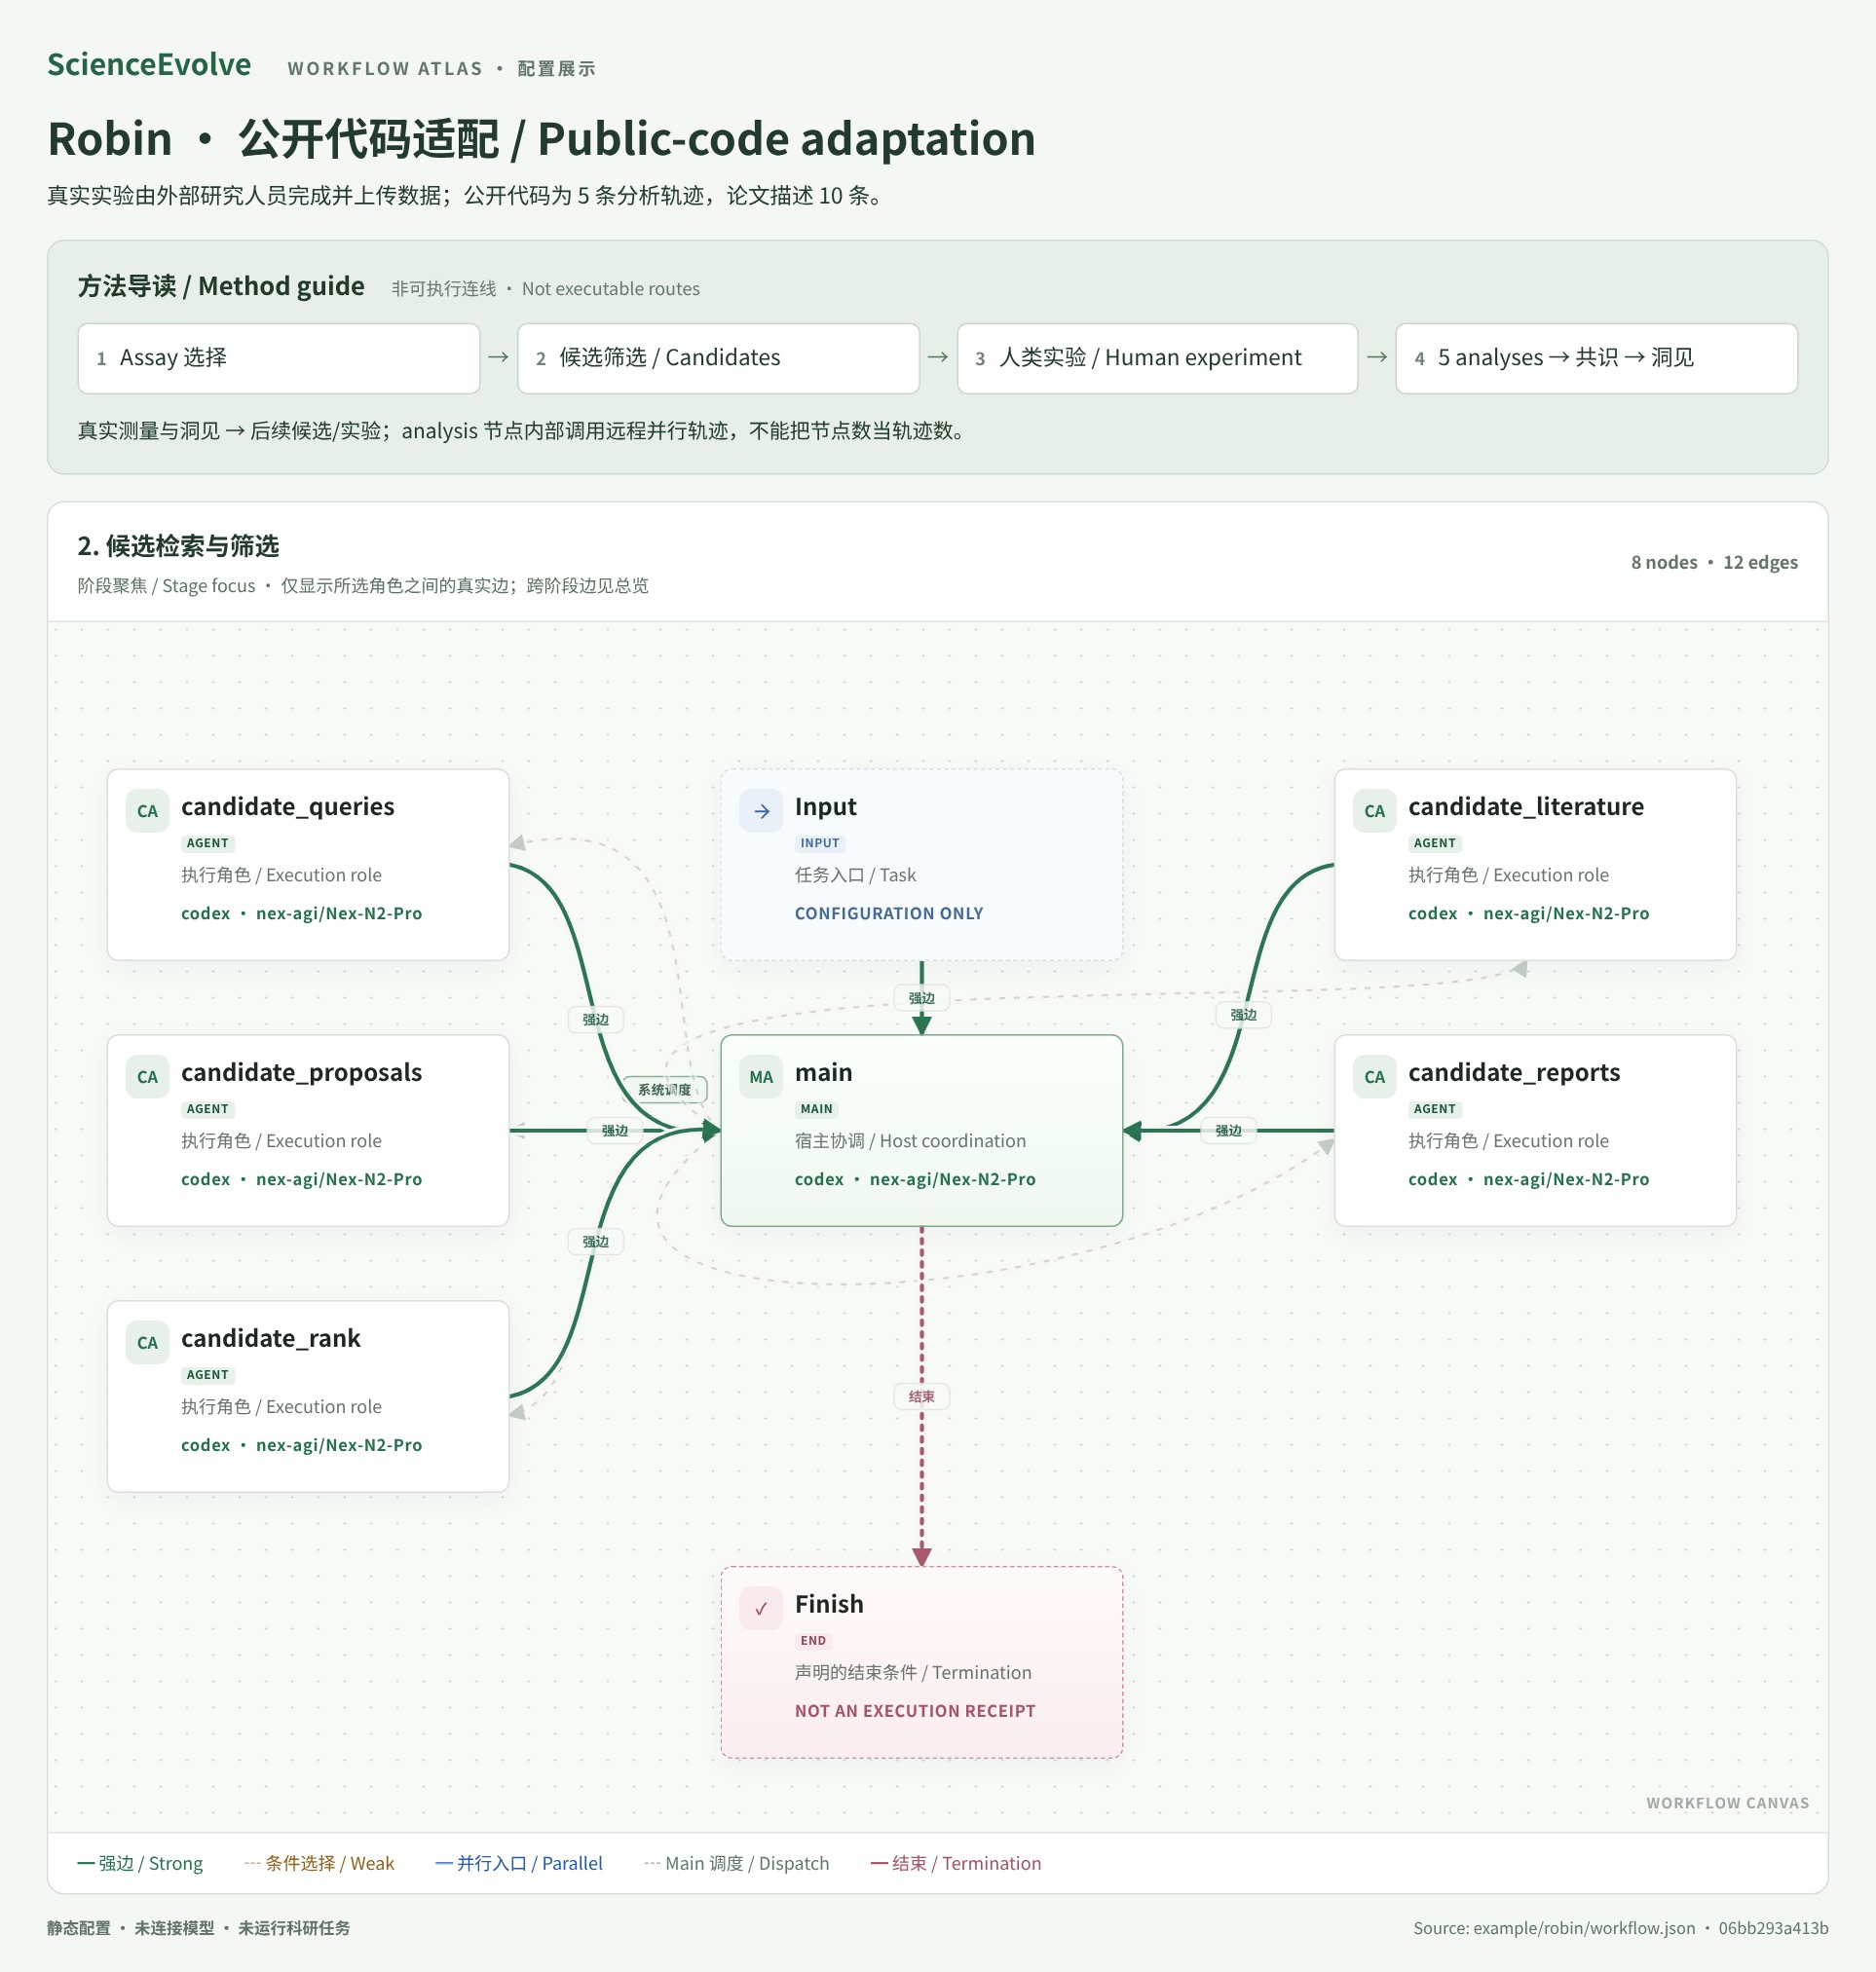 ScienceEvolve WORKFLOW ATLAS · 配置展示
Robin · 公开代码适配 / Public-code adaptation
真实实验由外部研究人员完成并上传数据；公开代码为 5 条分析轨迹，论文描述 10 条。
方法导读 / Method guide 非可执行连线 · Not executable routes
1 Assay 选择 → 2 候选筛选 / Candidates → 3 人类实验 / Human experiment → 4 5 analyses → 共识 → 洞见
真实测量与洞见 → 后续候选/实验；analysis 节点内部调用远程并行轨迹，不能把节点数当轨迹数。
2. 候选检索与筛选
8 nodes · 12 edges
阶段聚焦 / Stage focus · 仅显示所选角色之间的真实边；跨阶段边见总览
CA candidate_queries
AGENT
执行角色 / Execution role
codex · nex-agi/Nex-N2-Pro
→ Input
INPUT
任务入口 / Task
CONFIGURATION ONLY
CA candidate_literature
AGENT
执行角色 / Execution role
codex · nex-agi/Nex-N2-Pro
强边
强边
强边
CA candidate_proposals
AGENT
执行角色 / Execution role
codex · nex-agi/Nex-N2-Pro
系统调度
强边
MA main
MAIN
宿主协调 / Host coordination
codex · nex-agi/Nex-N2-Pro
强边
CA candidate_reports
AGENT
执行角色 / Execution role
codex · nex-agi/Nex-N2-Pro
强边
CA candidate_rank
AGENT
执行角色 / Execution role
codex · nex-agi/Nex-N2-Pro
结束
✓ Finish
END
声明的结束条件 / Termination
NOT AN EXECUTION RECEIPT
WORKFLOW CANVAS
强边 / Strong 条件选择 / Weak 并行入口 / Parallel Main 调度 / Dispatch 结束 / Termination
静态配置 · 未连接模型 · 未运行科研任务
Source: example/robin/workflow.json · 06bb293a413b